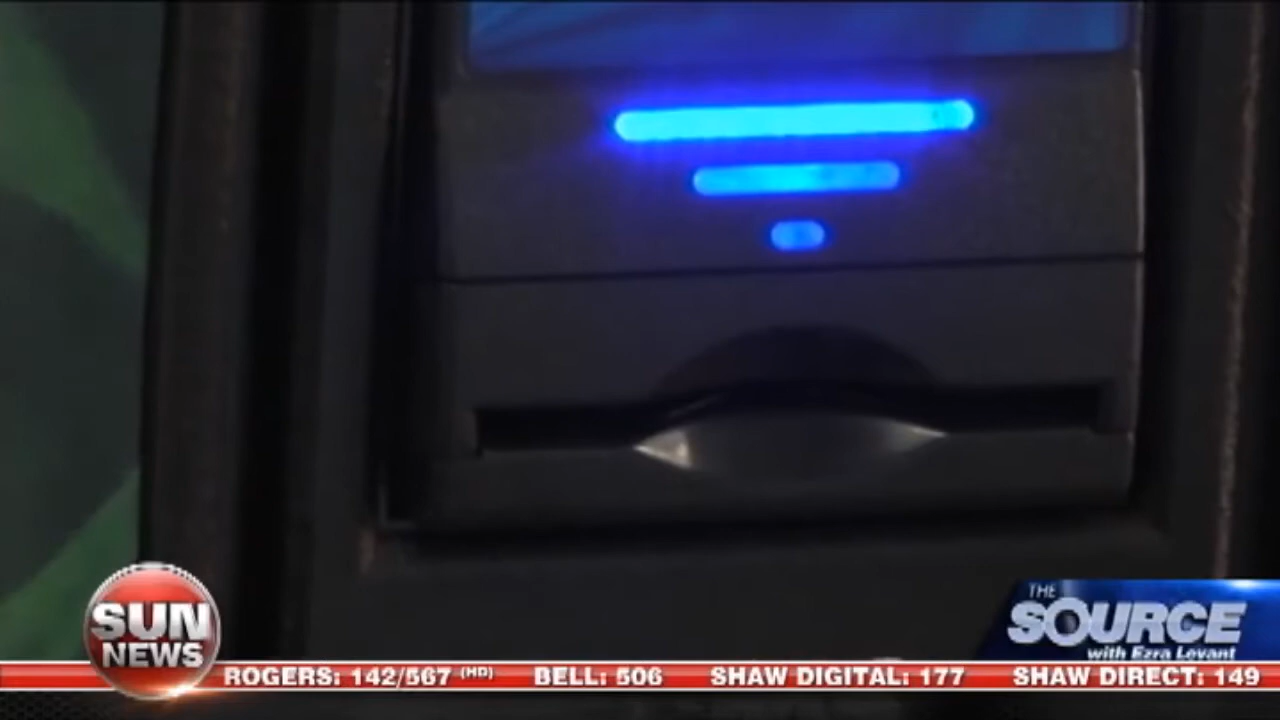 THE
SOURCE
with Ezra Levant
SUN
NEWS
ROGERS: 142/567 (HD) BELL: 506 SHAW DIGITAL: 177 SHAW DIRECT: 149